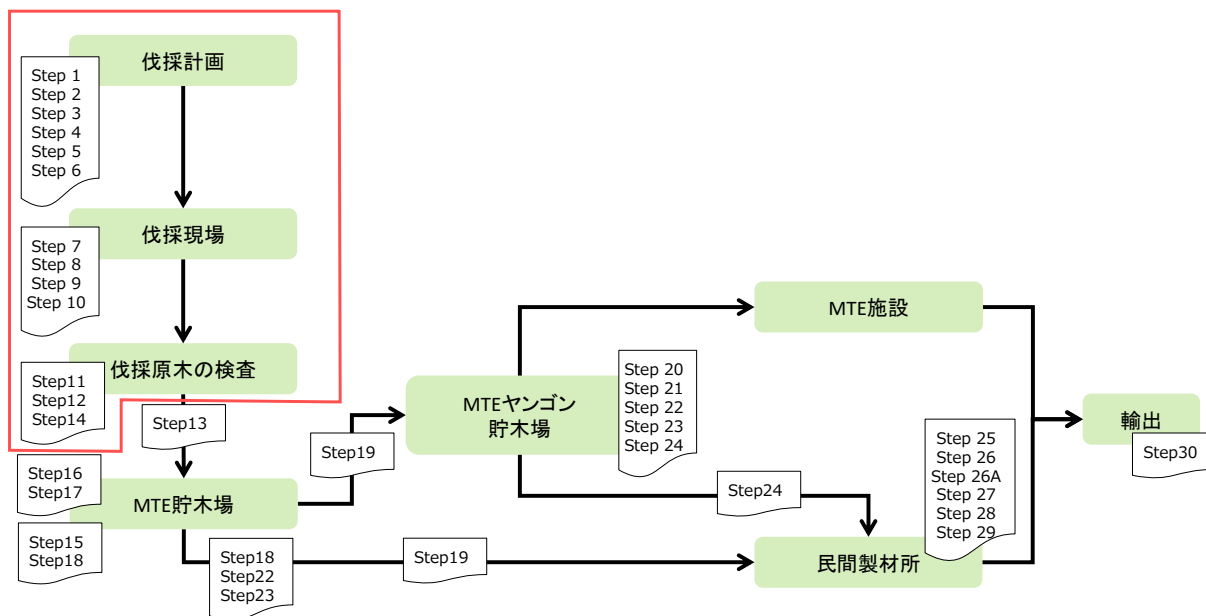 伐採計画
Step 1
Step 2
Step 3
Step 4
Step 5
Step 6
伐採現場
Step 7
Step 8
Step 9
Step 10
伐採原木の検査
Step11
Step12
Step14
Step13
Step16
Step17
MTE貯木場
Step15
Step18
Step18
Step22
Step23
Step19
Step19
MTEヤンゴン
貯木場
Step 20
Step 21
Step 22
Step 23
Step 24
Step24
MTE施設
Step 25
Step 26
Step 26A
Step 27
Step 28
Step 29
民間製材所
輸出
Step30